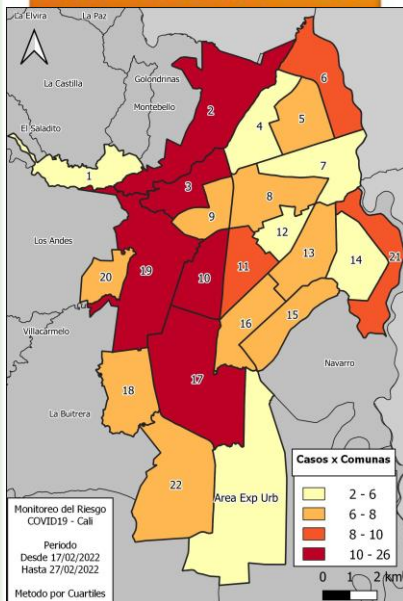 La Elvira
La Paz
La Castilla
Golondrinas
Montebello
El Saladito
Los Andes
Villacarmelo
La Buitrera
Navarro
6
2
5
4
1
7
3
8
9
12
13
14
21
20
19
10
11
16
15
17
18
22
Area Exp Urb
Monitoreo del Riesgo
COVID19 - Cali
Periodo
Desde 17/02/2022
Hasta 27/02/2022
Metodo por Cuartiles
Casos x Comunas
2 - 6
6 - 8
8 - 10
10 - 26
0 1 2 km